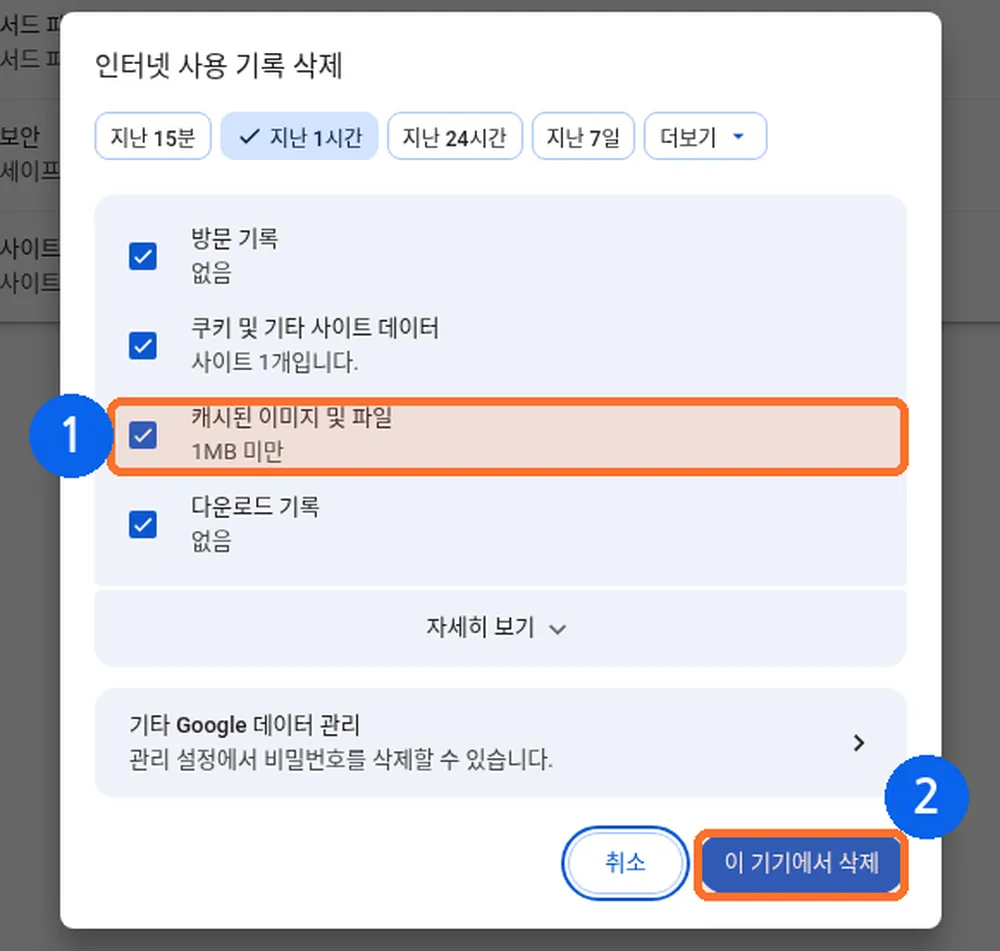 서드
서드
인터넷 사용 기록 삭제
지난 15분
지난 1시간
지난 24시간
지난 7일
더보기
보안
세이프
방문 기록
없음
쿠키 및 기타 사이트 데이터
사이트 1개입니다.
사이트
사이트
1
캐시된 이미지 및 파일
1MB 미만
다운로드 기록
없음
자세히 보기
기타 Google 데이터 관리
관리 설정에서 비밀번호를 삭제할 수 있습니다.
2
취소
이 기기에서 삭제